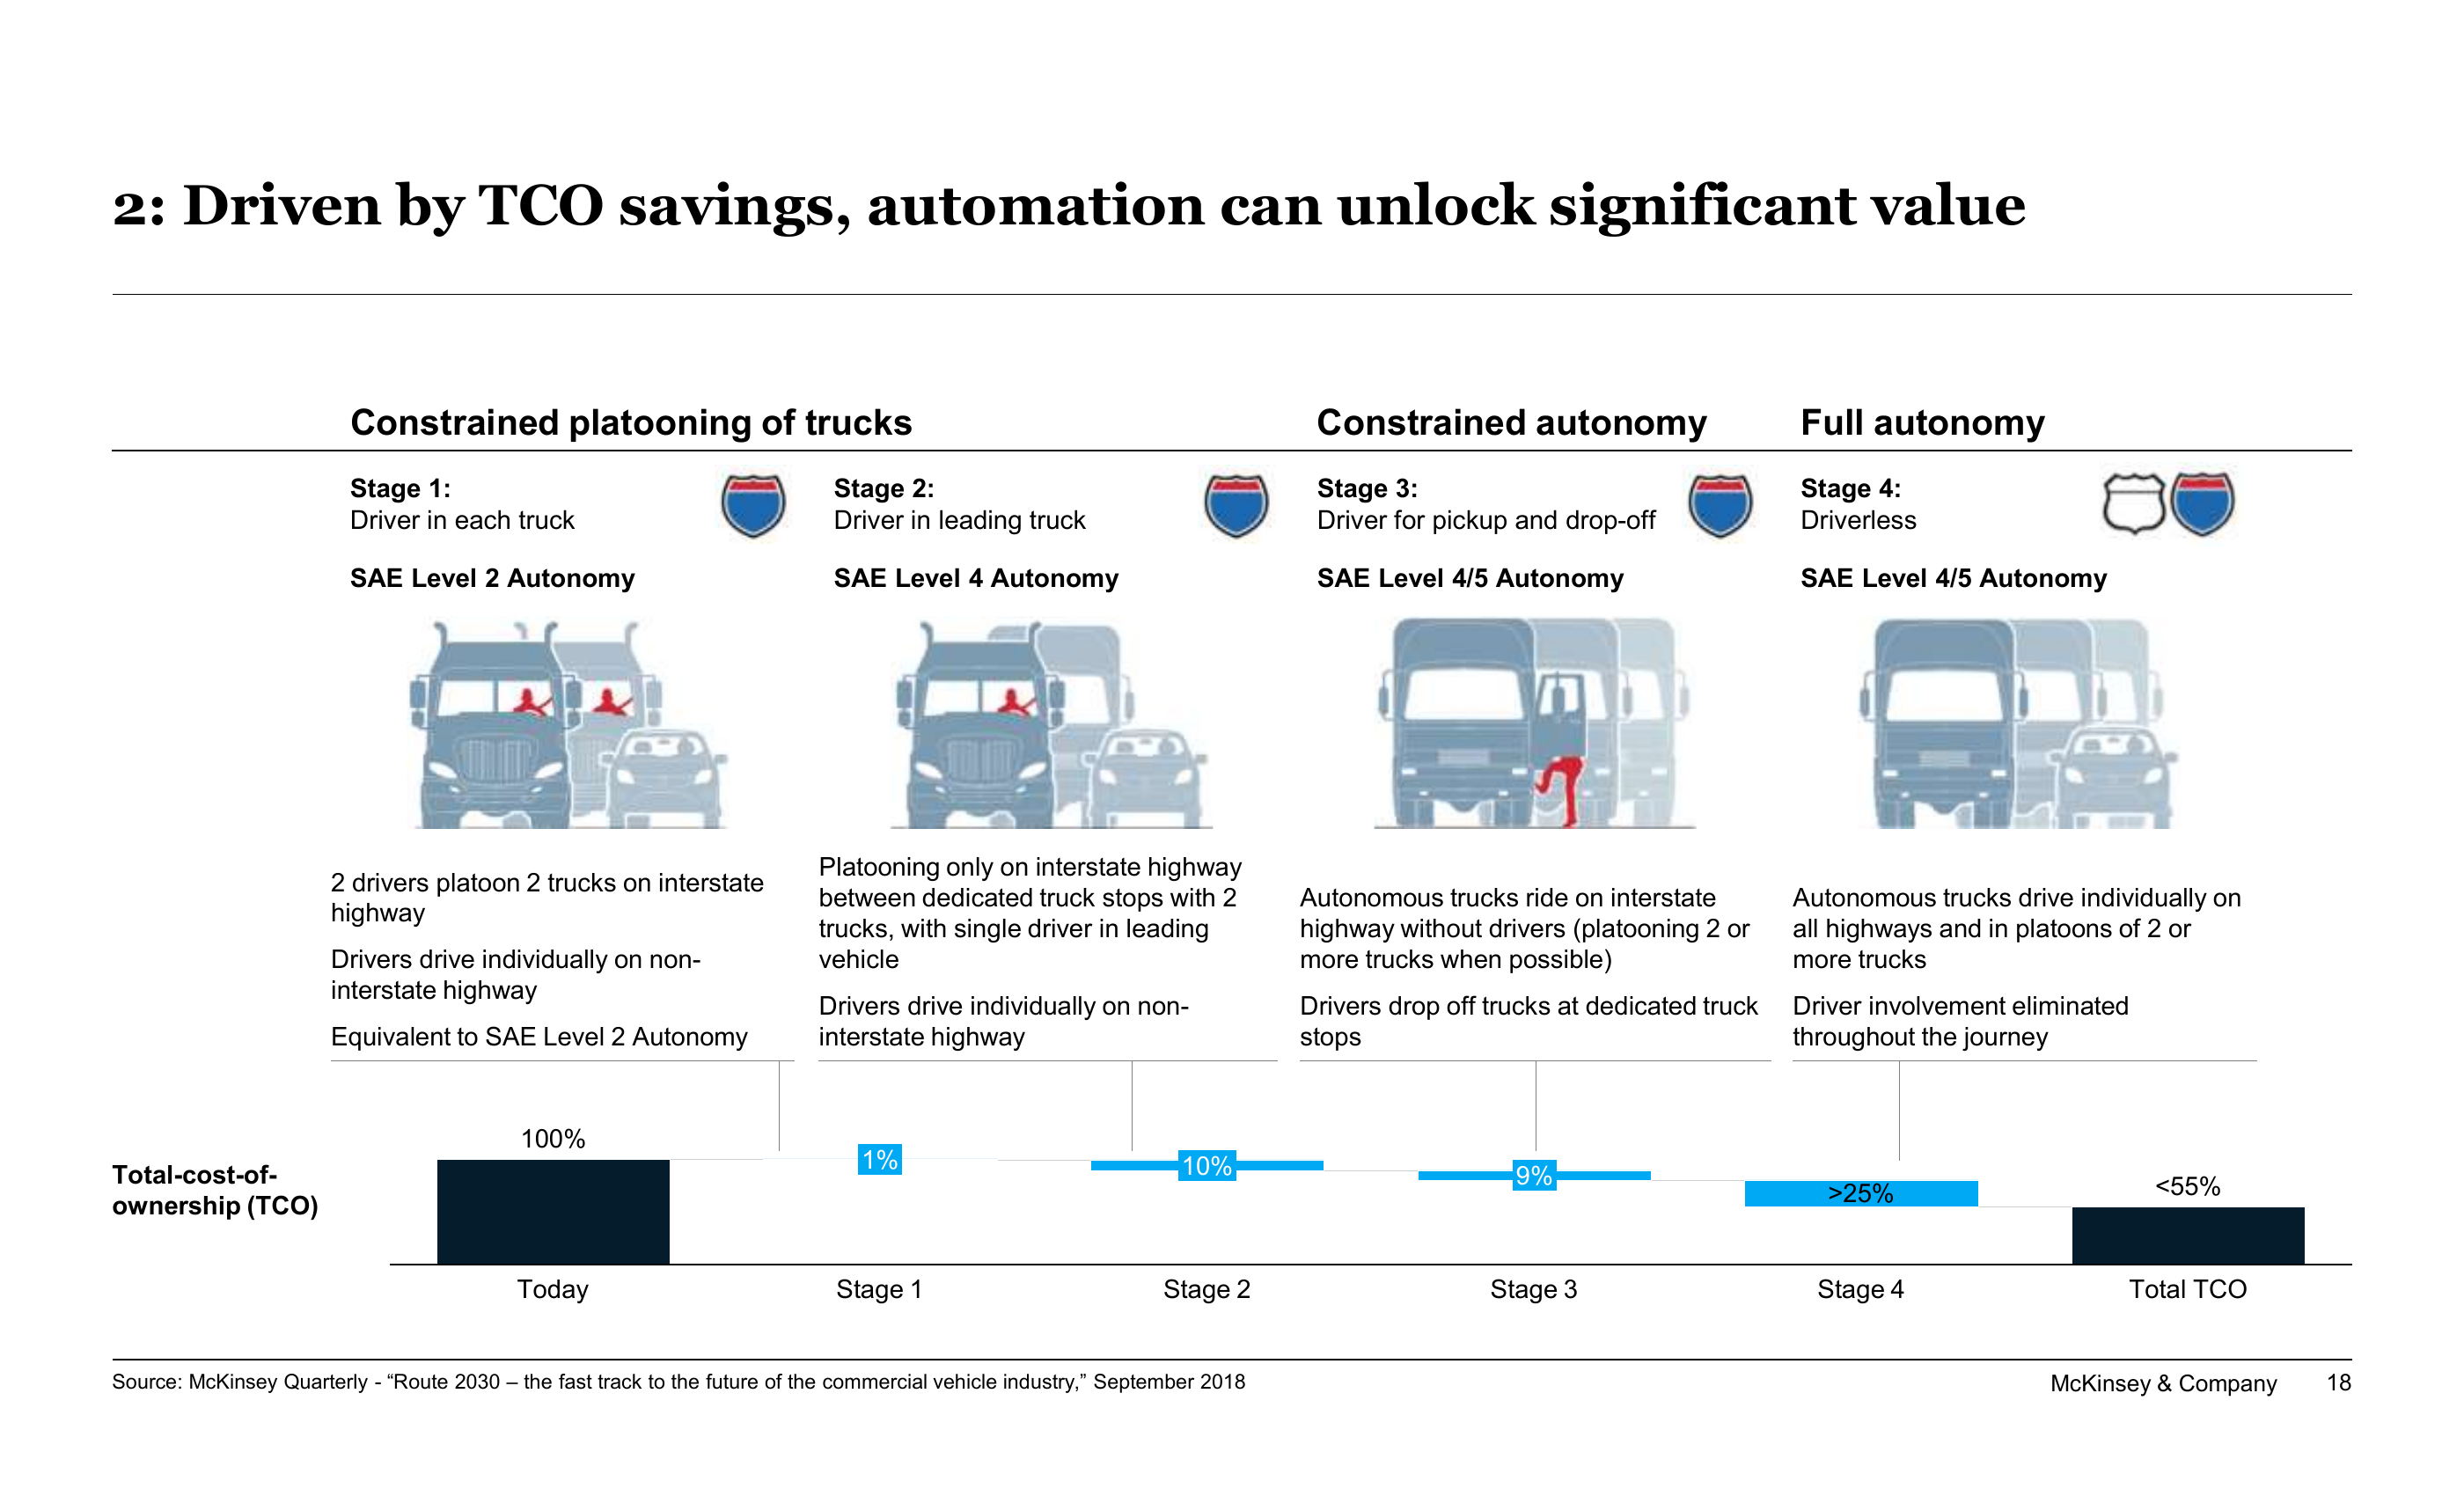 2: Driven by TCO savings, automation can unlock significant value
Constrained platooning of trucks
Constrained autonomy
Full autonomy
Stage 1:
Driver in each truck
SAE Level 2 Autonomy
Stage 2:
Driver in leading truck
SAE Level 4 Autonomy
Stage 3:
Driver for pickup and drop-off
SAE Level 4/5 Autonomy
Stage 4:
Driverless
SAE Level 4/5 Autonomy
2 drivers platoon 2 trucks on interstate
highway
Drivers drive individually on non-
interstate highway
Equivalent to SAE Level 2 Autonomy
Platooning only on interstate highway
between dedicated truck stops with 2
trucks, with single driver in leading
vehicle
Drivers drive individually on non-
interstate highway
Autonomous trucks ride on interstate
highway without drivers (platooning 2 or
more trucks when possible)
Drivers drop off trucks at dedicated truck
stops
Autonomous trucks drive individually on
all highways and in platoons of 2 or
more trucks
Driver involvement eliminated
throughout the journey
Total-cost-of-
ownership (TCO)
100%
1%
10%
9%
>25%
<55%
Today
Stage 1
Stage 2
Stage 3
Stage 4
Total TCO
Source: McKinsey Quarterly - “Route 2030 – the fast track to the future of the commercial vehicle industry,” September 2018
McKinsey & Company
18